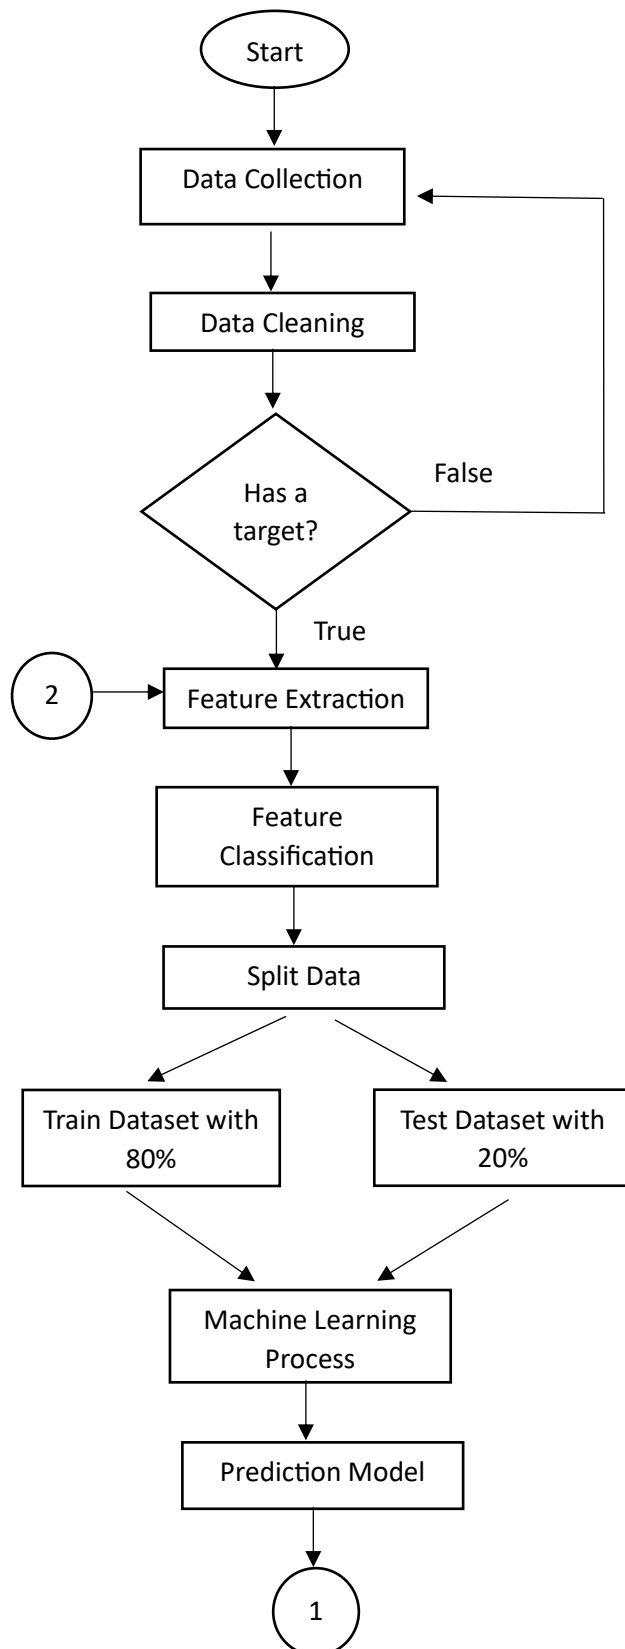 Start
Data Collection
Data Cleaning
False
Has a
target?
True
2
Feature Extraction
Feature
Classification
Split Data
Train Dataset with
80%
Test Dataset with
20%
Machine Learning
Process
Prediction Model
1